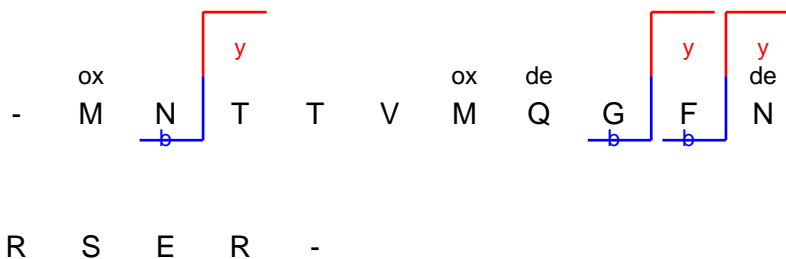 y y y
ox ox de de
- M N T T V M Q G F N
b b b
R S E R -